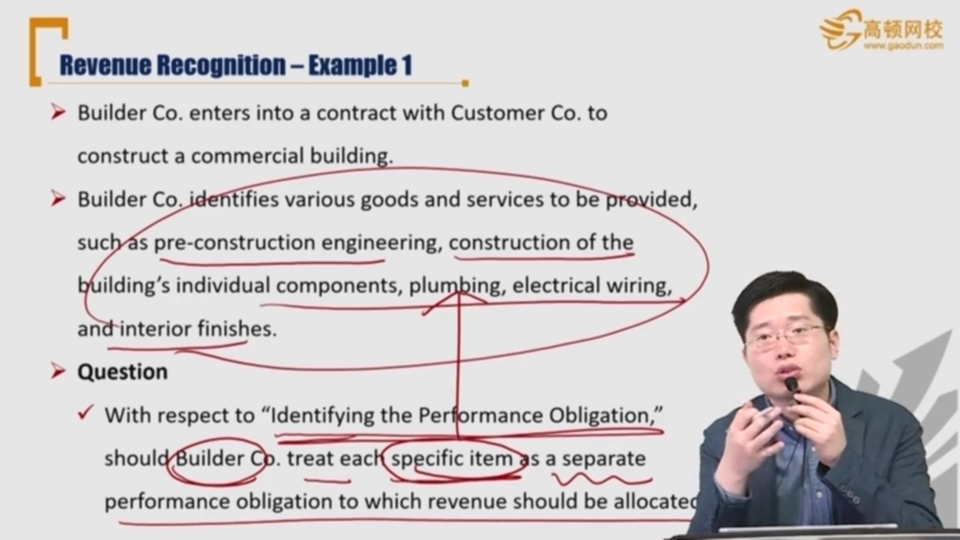 高顿网校
www.gaodun.com
Revenue Recognition – Example 1
Builder Co. enters into a contract with Customer Co. to
construct a commercial building.
Builder Co. identifies various goods and services to be provided,
such as pre-construction engineering, construction of the
building’s individual components, plumbing, electrical wiring,
and interior finishes.
Question
With respect to “Identifying the Performance Obligation,”
should Builder Co. treat each specific item as a separate
performance obligation to which revenue should be allocated